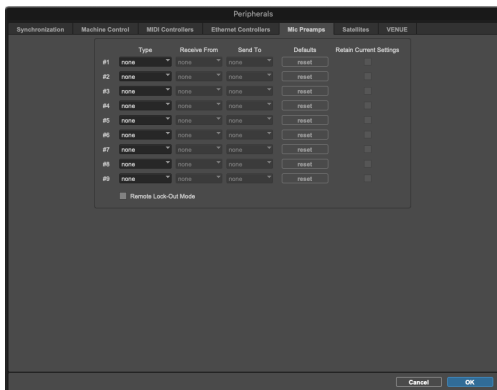 Peripherals
Synchronization Machine Control MIDI Controllers Ethernet Controllers Mic Preamps Satellites VENUE
Type Receive From Send To Defaults Retain Current Settings
#1 none none none reset
#2 none none none reset
#3 none none none reset
#4 none none none reset
#5 none none none reset
#6 none none none reset
#7 none none none reset
#8 none none none reset
#9 none none none reset
Remote Lock-Out Mode
Cancel OK